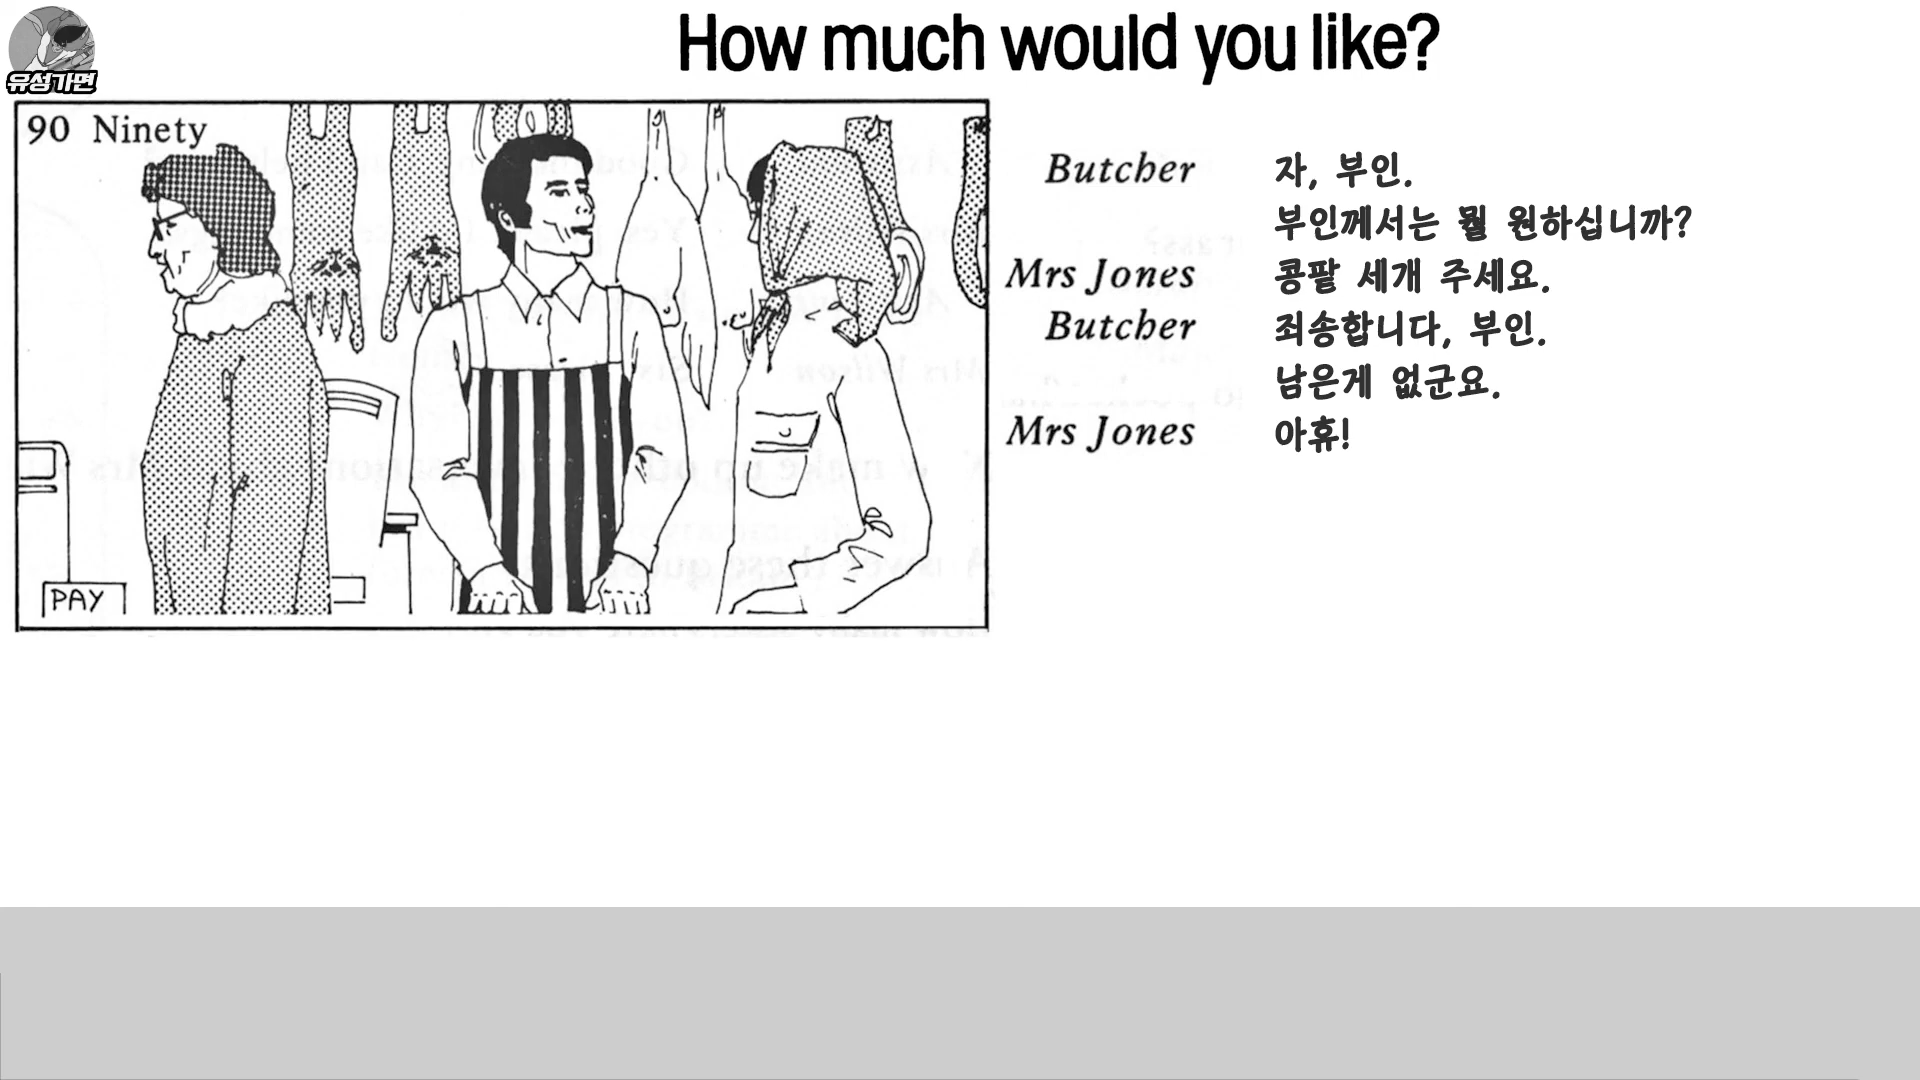 유성가면
How much would you like?
90 Ninety
PAY
Butcher 자, 부인.
부인께서는 뭘 원하십니까?
Mrs Jones 콩팥 세개 주세요.
Butcher 죄송합니다, 부인.
남은게 없군요.
Mrs Jones 아휴!